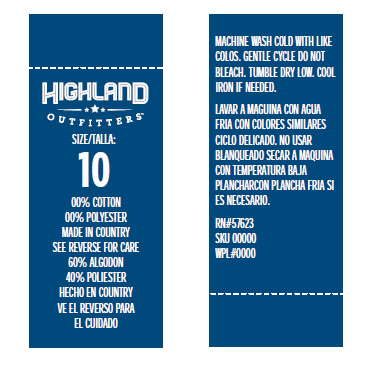 HIGHLAND
OUTFITTERS™
SIZE/TALLA:
10
00% COTTON
00% POLYESTER
MADE IN COUNTRY
SEE REVERSE FOR CARE
60% ALGODON
40% POLIESTER
HECHO EN COUNTRY
VE EL REVERSO PARA
EL CUIDADO
MACHINE WASH COLD WITH LIKE
COLOS. GENTLE CYCLE DO NOT
BLEACH. TUMBLE DRY LOW. COOL
IRON IF NEEDED.
LAVAR A MAGUINA CON AGUA
FRIA CON COLORES SIMILARES
CICLO DELICADO. NO USAR
BLANQUEADO SECAR A MAQUINA
CON TEMPERATURA BAJA
PLANCHARCON PLANCHA FRIA SI
ES NECESARIO.
RN#57623
SKU 00000
WPL#0000